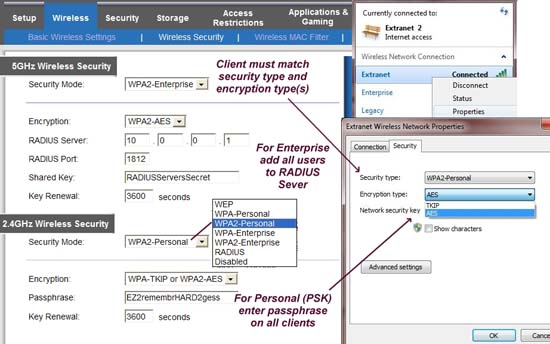 Setup
Wireless
Security
Storage
Access Restrictions
Applications & Gaming
Basic Wireless Settings
Wireless Security
Wireless MAC Filter
5GHz Wireless Security
Security Mode:
WPA2-Enterprise
Encryption:
WPA2-AES
RADIUS Server:
10 . 0 . 0 . 1
RADIUS Port:
1812
Shared Key:
RADIUSServersSecret
Key Renewal:
3600 seconds
2.4GHz Wireless Security
Security Mode:
WPA2-Personal
WEP
WPA-Personal
WPA2-Personal
WPA-Enterprise
WPA2-Enterprise
RADIUS
Disabled
Encryption:
WPA-TKIP or WPA2-AES
Passphrase:
EZ2remembrHARD2gess
Key Renewal:
3600 seconds
Client must match security type and encryption type(s)
For Enterprise add all users to RADIUS Sever
For Personal (PSK) enter passphrase on all clients
Currently connected to:
Extranet 2
Internet access
Wireless Network Connection
Extranet
Connected
Enterprise
Legacy
Disconnect
Status
Properties
Extranet Wireless Network Properties
Connection
Security
Security type:
WPA2-Personal
Encryption type:
AES
TKIP
AES
Network security key
Show characters
Advanced settings
OK
Cance